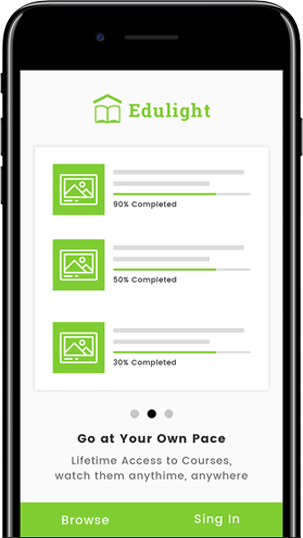 Edulight
90% Completed
50% Completed
30% Completed
Go at Your Own Pace
Lifetime Access to Courses,
watch them anythime, anywhere
Browse
Sing In